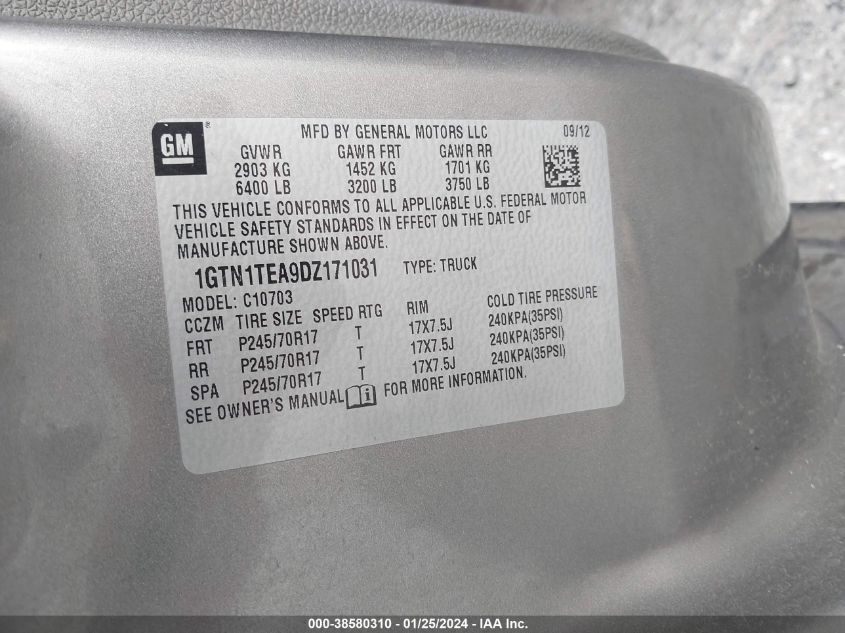 GM ® MFD BY GENERAL MOTORS LLC 09/12
GVWR GAWR FRT GAWR RR
2903 KG 1452 KG 1701 KG
6400 LB 3200 LB 3750 LB
THIS VEHICLE CONFORMS TO ALL APPLICABLE U.S. FEDERAL MOTOR
VEHICLE SAFETY STANDARDS IN EFFECT ON THE DATE OF
MANUFACTURE SHOWN ABOVE.
1GTN1TEA9DZ171031 TYPE: TRUCK
MODEL: C10703
CCZM TIRE SIZE SPEED RTG RIM COLD TIRE PRESSURE
FRT P245/70R17 T 17X7.5J 240KPA(35PSI)
RR P245/70R17 T 17X7.5J 240KPA(35PSI)
SPA P245/70R17 T 17X7.5J 240KPA(35PSI)
SEE OWNER'S MANUAL FOR MORE INFORMATION.
000-38580310 - 01/25/2024 - IAA Inc.